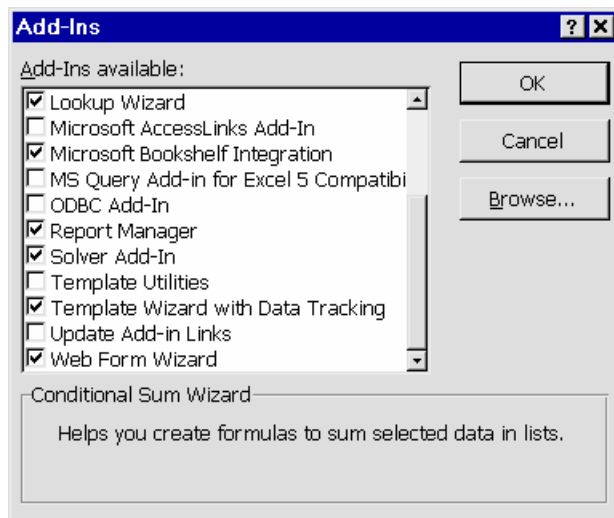 Add-Ins
Add-Ins available:
Lookup Wizard
Microsoft AccessLinks Add-In
Microsoft Bookshelf Integration
MS Query Add-in for Excel 5 Compatibi
ODBC Add-In
Report Manager
Solver Add-In
Template Utilities
Template Wizard with Data Tracking
Update Add-in Links
Web Form Wizard
OK
Cancel
Browse...
Conditional Sum Wizard
Helps you create formulas to sum selected data in lists.